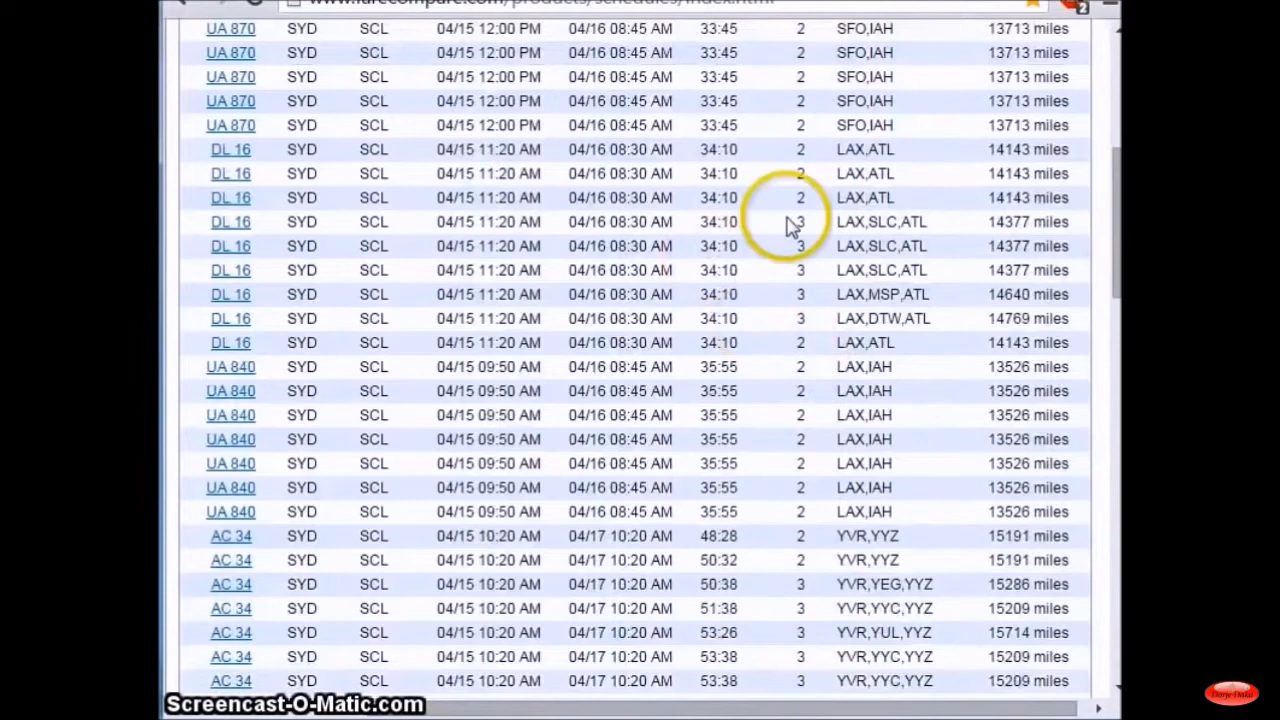 www.farecompare.com/products/schedules/index.html
2
UA 870 SYD SCL 04/15 12:00 PM 04/16 08:45 AM 33:45 2 SFO,IAH 13713 miles
UA 870 SYD SCL 04/15 12:00 PM 04/16 08:45 AM 33:45 2 SFO,IAH 13713 miles
UA 870 SYD SCL 04/15 12:00 PM 04/16 08:45 AM 33:45 2 SFO,IAH 13713 miles
UA 870 SYD SCL 04/15 12:00 PM 04/16 08:45 AM 33:45 2 SFO,IAH 13713 miles
UA 870 SYD SCL 04/15 12:00 PM 04/16 08:45 AM 33:45 2 SFO,IAH 13713 miles
DL 16 SYD SCL 04/15 11:20 AM 04/16 08:30 AM 34:10 2 LAX,ATL 14143 miles
DL 16 SYD SCL 04/15 11:20 AM 04/16 08:30 AM 34:10 2 LAX,ATL 14143 miles
DL 16 SYD SCL 04/15 11:20 AM 04/16 08:30 AM 34:10 2 LAX,ATL 14143 miles
DL 16 SYD SCL 04/15 11:20 AM 04/16 08:30 AM 34:10 3 LAX,SLC,ATL 14377 miles
DL 16 SYD SCL 04/15 11:20 AM 04/16 08:30 AM 34:10 3 LAX,SLC,ATL 14377 miles
DL 16 SYD SCL 04/15 11:20 AM 04/16 08:30 AM 34:10 3 LAX,SLC,ATL 14377 miles
DL 16 SYD SCL 04/15 11:20 AM 04/16 08:30 AM 34:10 3 LAX,MSP,ATL 14640 miles
DL 16 SYD SCL 04/15 11:20 AM 04/16 08:30 AM 34:10 3 LAX,DTW,ATL 14769 miles
DL 16 SYD SCL 04/15 11:20 AM 04/16 08:30 AM 34:10 2 LAX,ATL 14143 miles
UA 840 SYD SCL 04/15 09:50 AM 04/16 08:45 AM 35:55 2 LAX,IAH 13526 miles
UA 840 SYD SCL 04/15 09:50 AM 04/16 08:45 AM 35:55 2 LAX,IAH 13526 miles
UA 840 SYD SCL 04/15 09:50 AM 04/16 08:45 AM 35:55 2 LAX,IAH 13526 miles
UA 840 SYD SCL 04/15 09:50 AM 04/16 08:45 AM 35:55 2 LAX,IAH 13526 miles
UA 840 SYD SCL 04/15 09:50 AM 04/16 08:45 AM 35:55 2 LAX,IAH 13526 miles
UA 840 SYD SCL 04/15 09:50 AM 04/16 08:45 AM 35:55 2 LAX,IAH 13526 miles
UA 840 SYD SCL 04/15 09:50 AM 04/16 08:45 AM 35:55 2 LAX,IAH 13526 miles
AC 34 SYD SCL 04/15 10:20 AM 04/17 10:20 AM 48:28 2 YVR,YYZ 15191 miles
AC 34 SYD SCL 04/15 10:20 AM 04/17 10:20 AM 50:32 2 YVR,YYZ 15191 miles
AC 34 SYD SCL 04/15 10:20 AM 04/17 10:20 AM 50:38 3 YVR,YEG,YYZ 15286 miles
AC 34 SYD SCL 04/15 10:20 AM 04/17 10:20 AM 51:38 3 YVR,YYC,YYZ 15209 miles
AC 34 SYD SCL 04/15 10:20 AM 04/17 10:20 AM 53:26 3 YVR,YUL,YYZ 15714 miles
AC 34 SYD SCL 04/15 10:20 AM 04/17 10:20 AM 53:38 3 YVR,YYC,YYZ 15209 miles
AC 34 SYD SCL 04/15 10:20 AM 04/17 10:20 AM 53:38 3 YVR,YYC,YYZ 15209 miles
Screencast-O-Matic.com